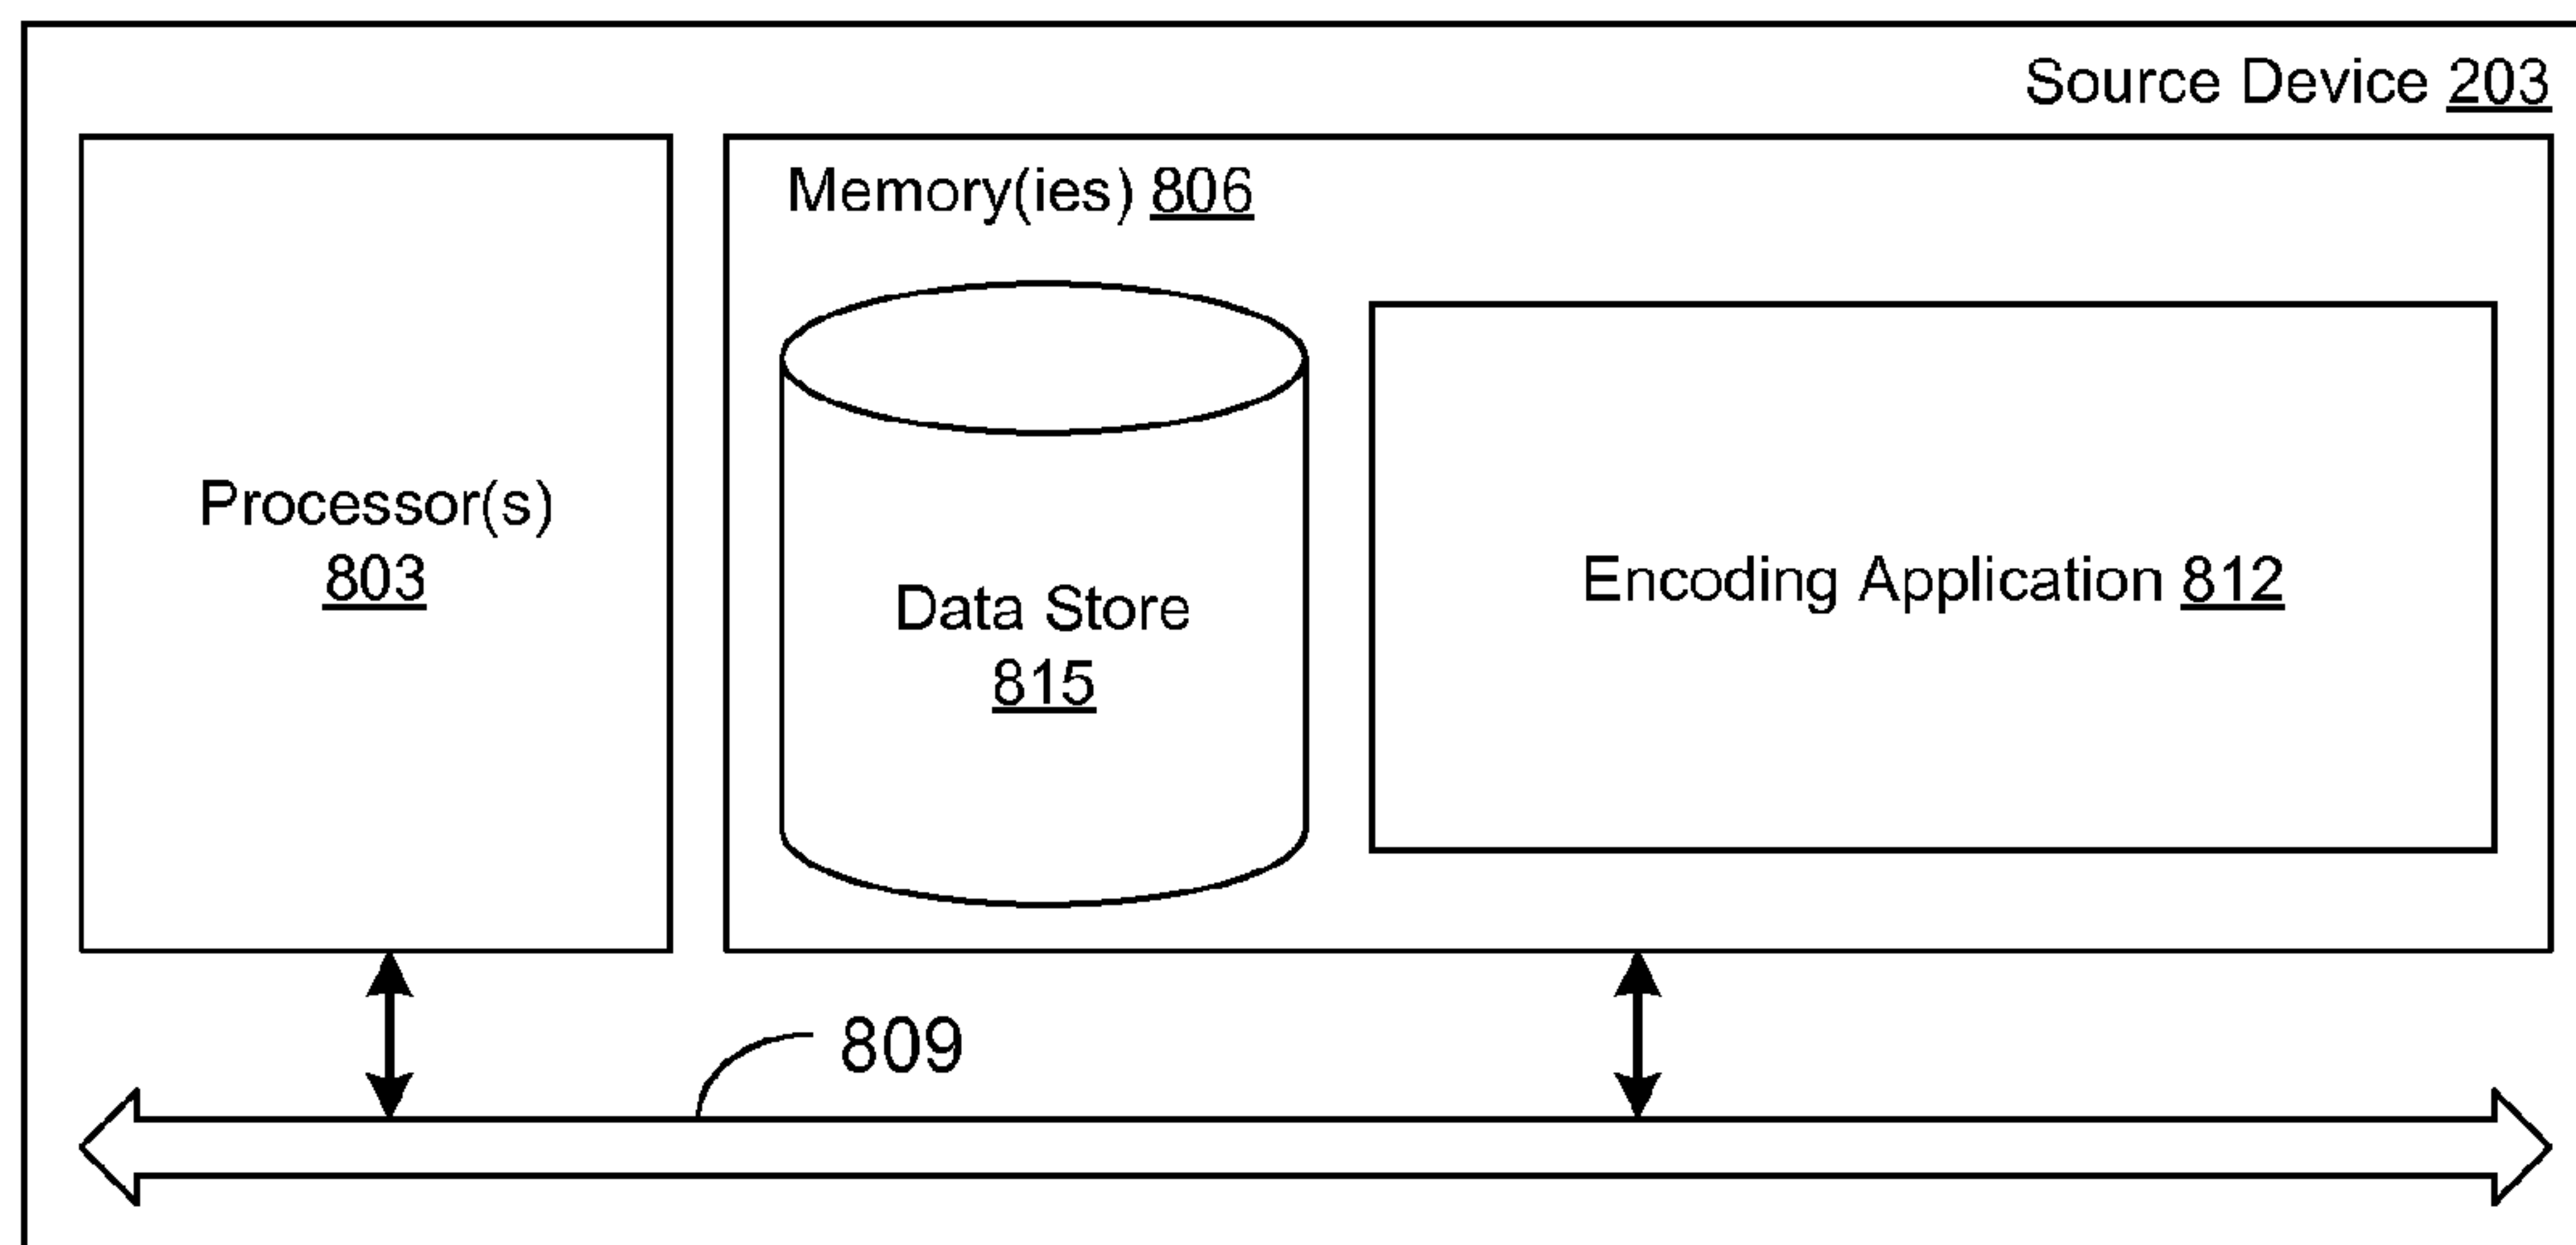 Source Device 203
Memory(ies) 806
Processor(s)
803
Data Store
815
Encoding Application 812
809